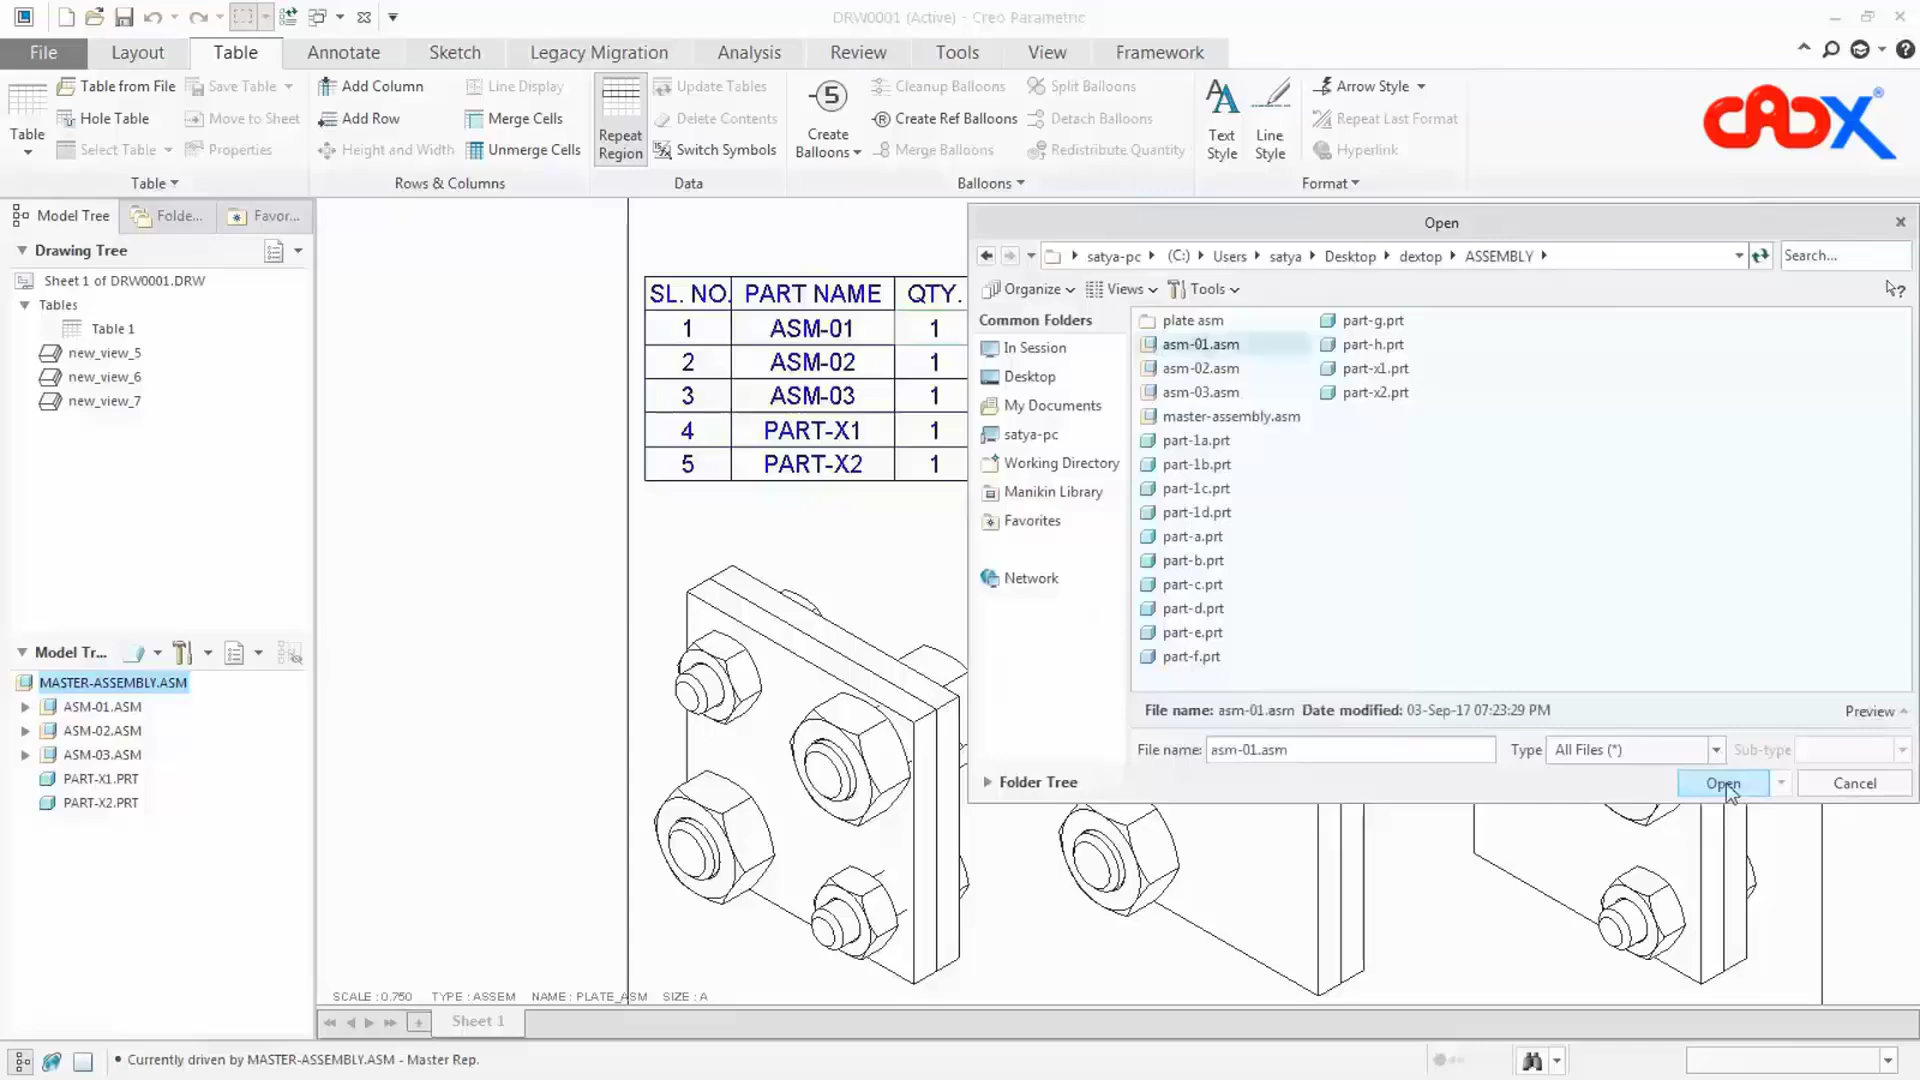 DRW0001 (Active) - Creo Parametric
File Layout Table Annotate Sketch Legacy Migration Analysis Review Tools View Framework
Table
Table from File
Hole Table
Select Table
Save Table
Move to Sheet
Properties
Table
Add Column
Add Row
Height and Width
Line Display
Merge Cells
Unmerge Cells
Rows & Columns
Repeat
Region
Update Tables
Delete Contents
Switch Symbols
Data
5
Create
Balloons
Cleanup Balloons
Create Ref Balloons
Merge Balloons
Split Balloons
Detach Balloons
Redistribute Quantity
Balloons
Text
Style
Line
Style
Arrow Style
Repeat Last Format
Hyperlink
Format
CADX®
Model Tree Folde... Favor...
Drawing Tree
Sheet 1 of DRW0001.DRW
Tables
Table 1
new_view_5
new_view_6
new_view_7
Model Tr...
MASTER-ASSEMBLY.ASM
ASM-01.ASM
ASM-02.ASM
ASM-03.ASM
PART-X1.PRT
PART-X2.PRT
SL. NO. PART NAME QTY.
1 ASM-01 1
2 ASM-02 1
3 ASM-03 1
4 PART-X1 1
5 PART-X2 1
Open
satya-pc (C:) Users satya Desktop dextop ASSEMBLY
Search...
Organize Views Tools
Common Folders
In Session
Desktop
My Documents
satya-pc
Working Directory
Manikin Library
Favorites
Network
Folder Tree
plate asm
asm-01.asm
asm-02.asm
asm-03.asm
master-assembly.asm
part-1a.prt
part-1b.prt
part-1c.prt
part-1d.prt
part-a.prt
part-b.prt
part-c.prt
part-d.prt
part-e.prt
part-f.prt
part-g.prt
part-h.prt
part-x1.prt
part-x2.prt
File name: asm-01.asm Date modified: 03-Sep-17 07:23:29 PM
Preview
File name: asm-01.asm Type All Files (*) Sub-type
Open Cancel
SCALE : 0.750 TYPE : ASSEM NAME : PLATE_ASM SIZE : A
Sheet 1
• Currently driven by MASTER-ASSEMBLY.ASM - Master Rep.